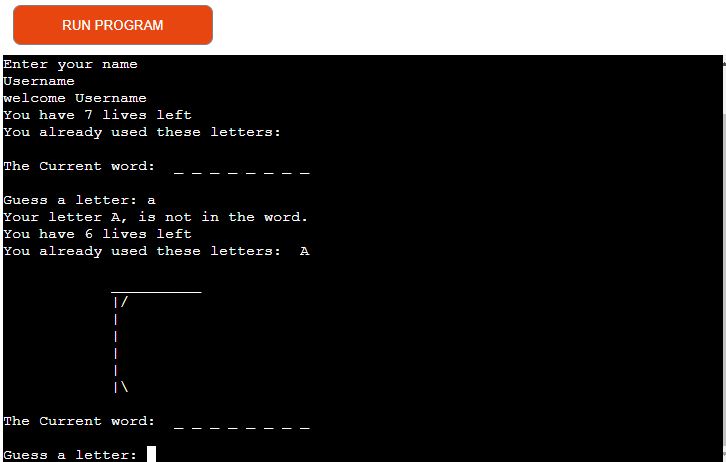 RUN PROGRAM
Enter your name
Username
welcome Username
You have 7 lives left
You already used these letters:
The Current word:  _ _ _ _ _ _ _ _
Guess a letter: a
Your letter A, is not in the word.
You have 6 lives left
You already used these letters:  A
__________
|/
|
|
|
|
|\
The Current word:  _ _ _ _ _ _ _ _
Guess a letter: